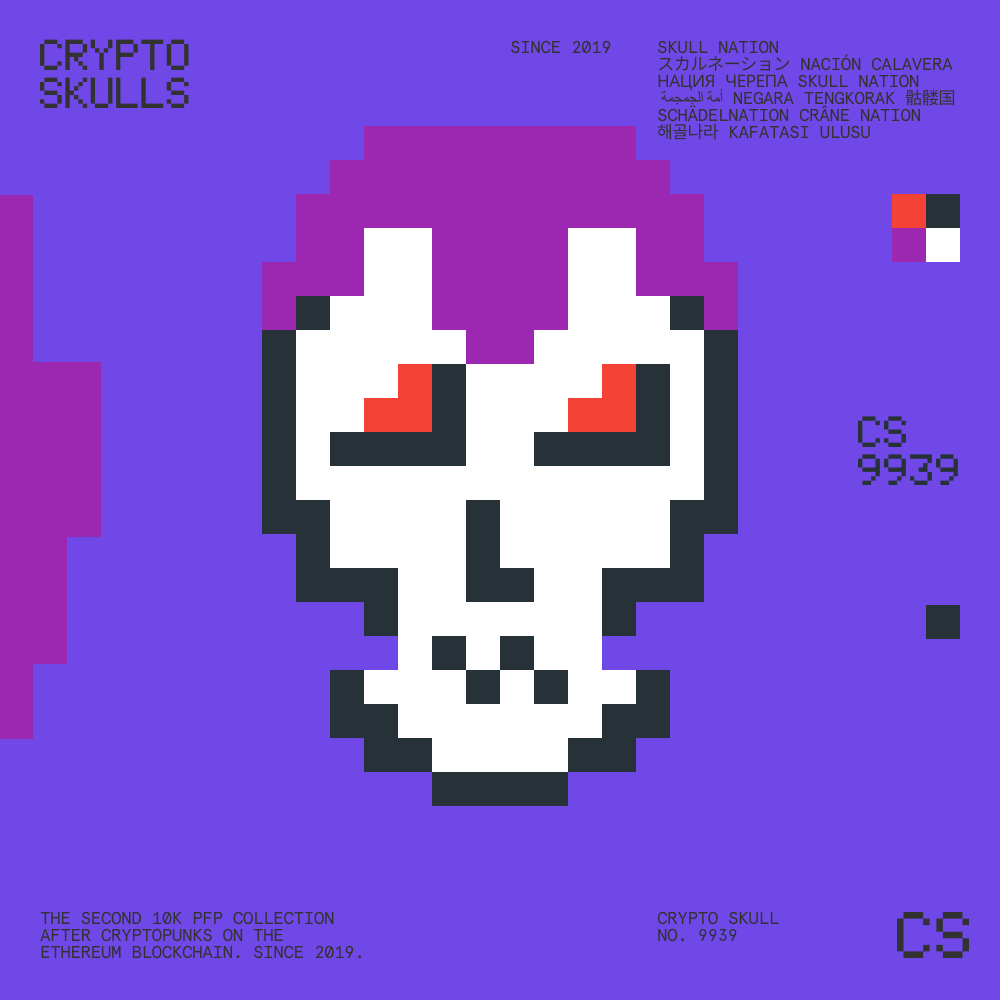 CRYPTO
SKULLS
SINCE 2019
SKULL NATION
スカルネーション NACIÓN CALAVERA
НАЦИЯ ЧЕРЕПА SKULL NATION
أمة الجمجمة NEGARA TENGKORAK 骷髅国
SCHÄDELNATION CRÂNE NATION
해골나라 KAFATASI ULUSU
CS
9939
THE SECOND 10K PFP COLLECTION
AFTER CRYPTOPUNKS ON THE
ETHEREUM BLOCKCHAIN. SINCE 2019.
CRYPTO SKULL
NO. 9939
CS